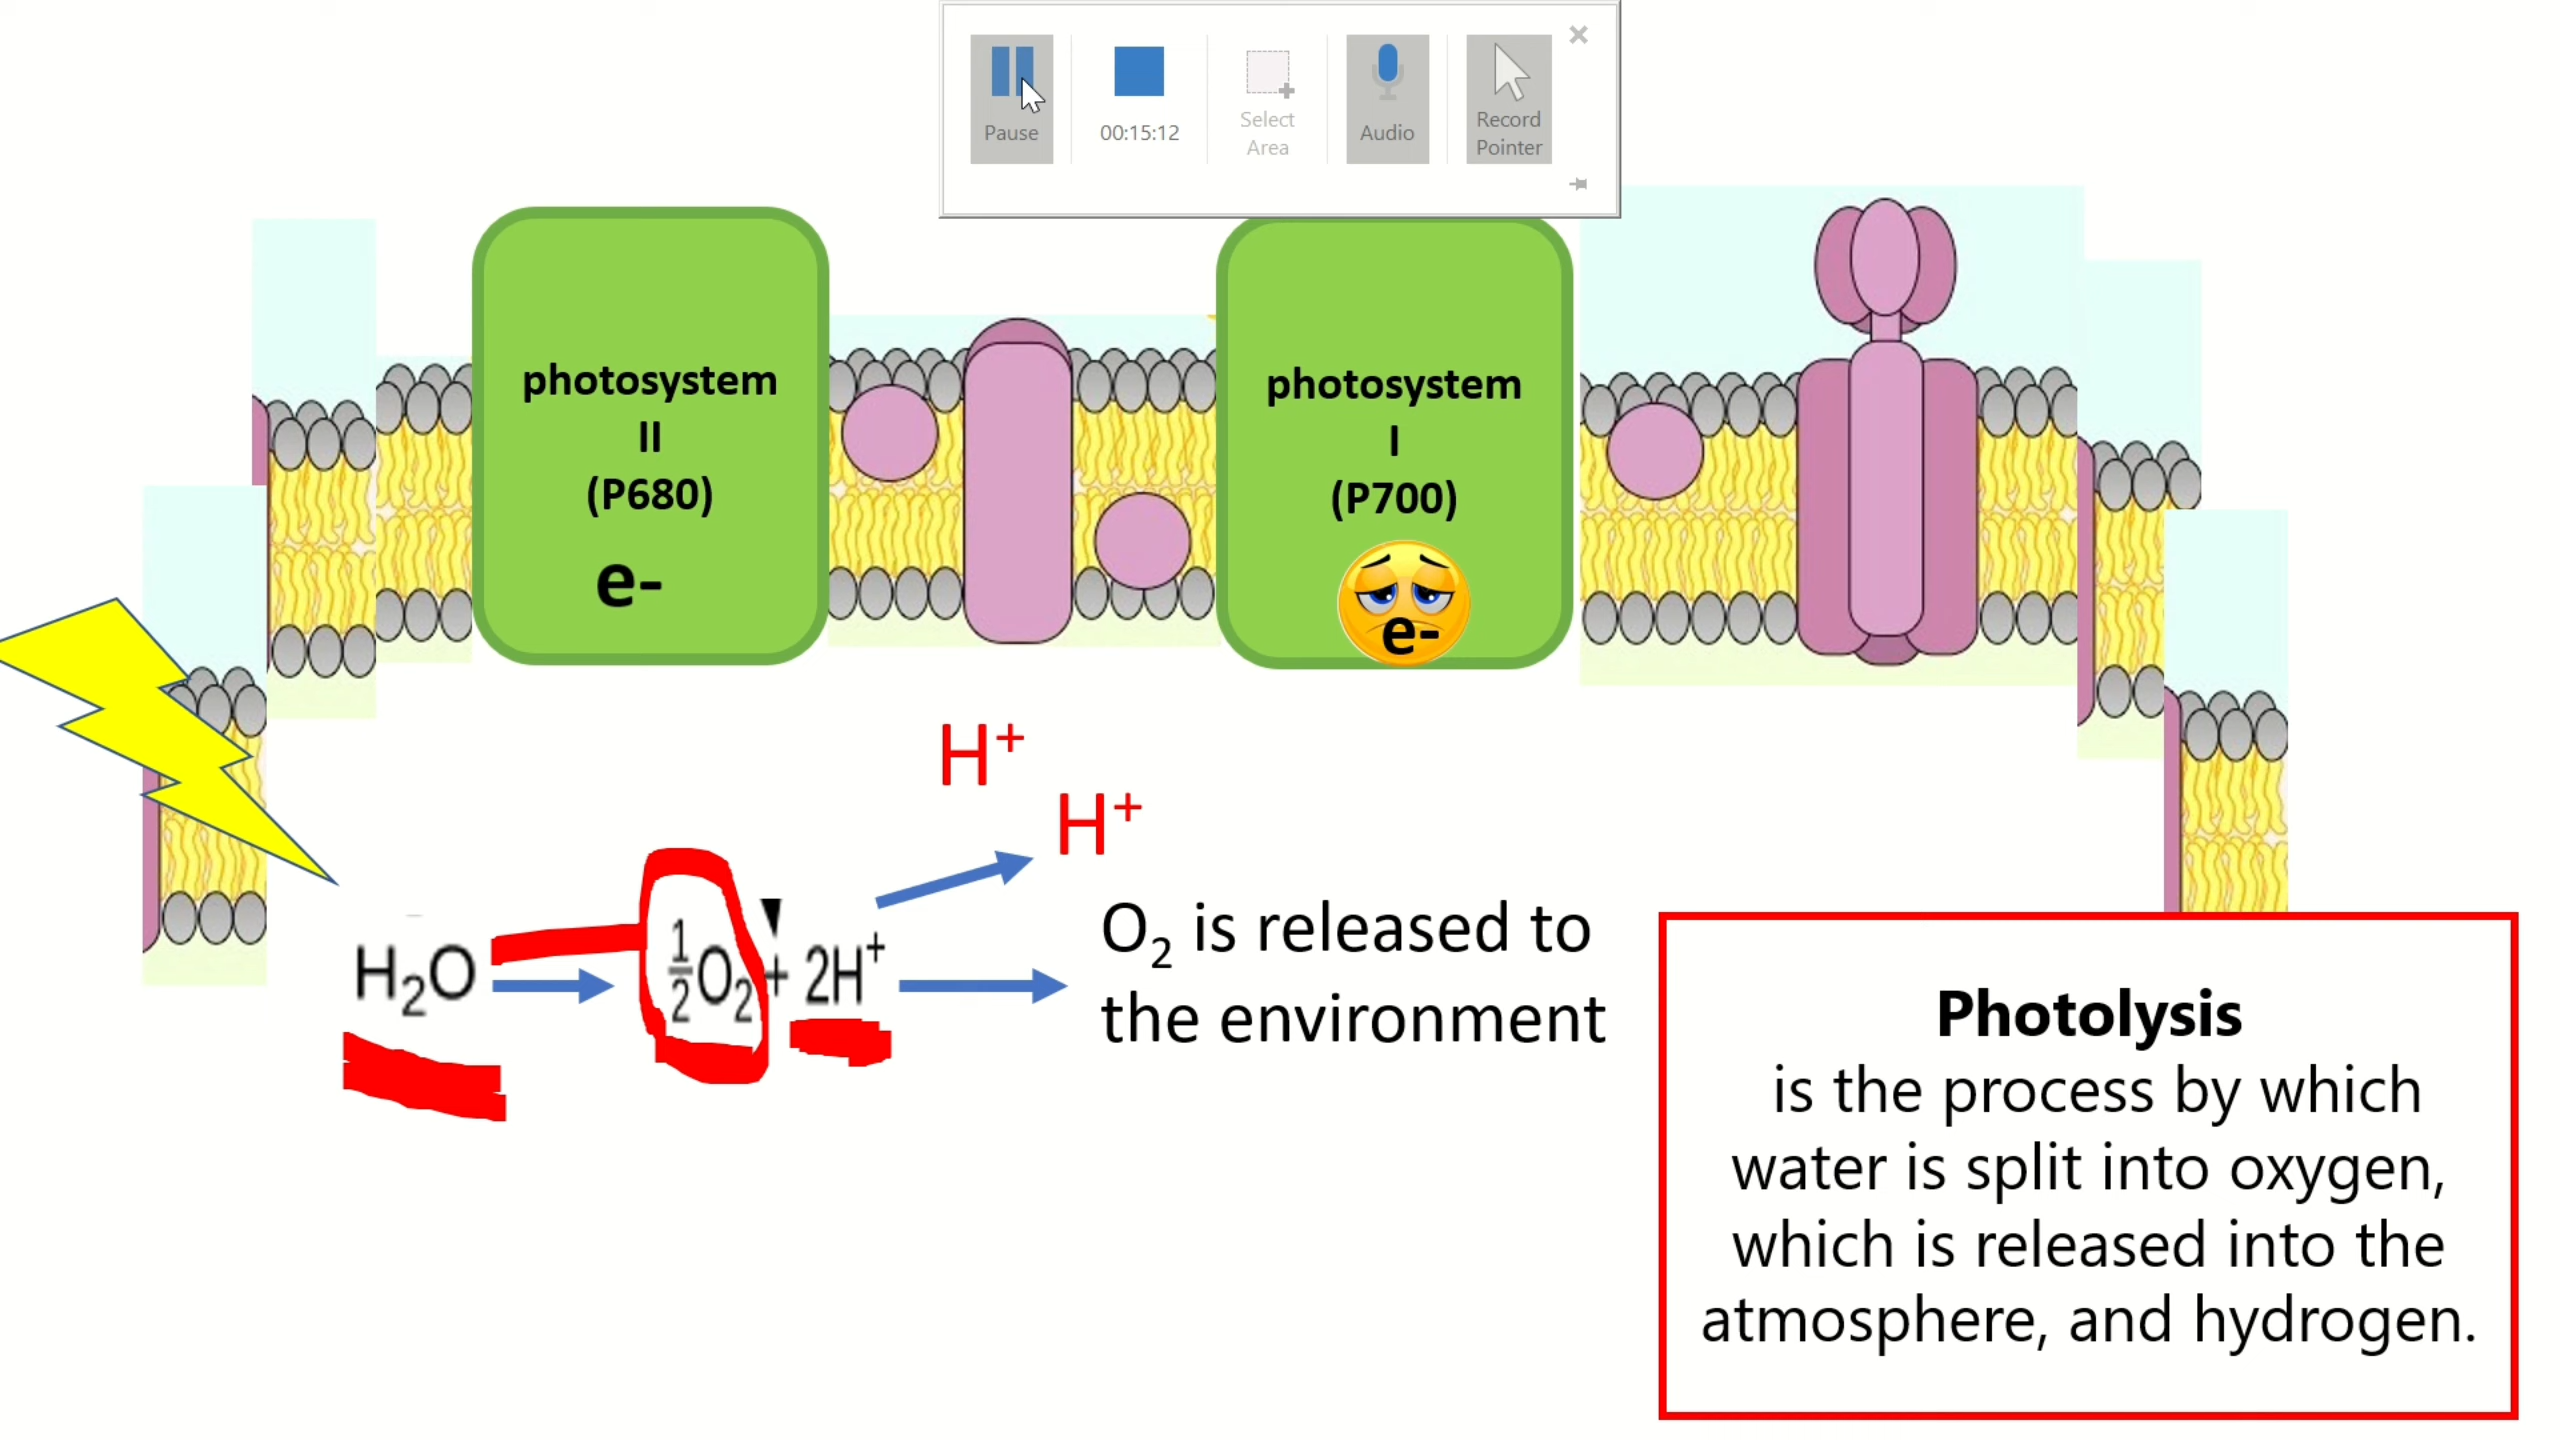 Pause
00:15:12
Select
Area
Audio
Record
Pointer
photosystem
II
(P680)
e-
photosystem
I
(P700)
e-
H⁺
H⁺
H₂O
½O₂ + 2H⁺
O₂ is released to
the environment
Photolysis
is the process by which
water is split into oxygen,
which is released into the
atmosphere, and hydrogen.